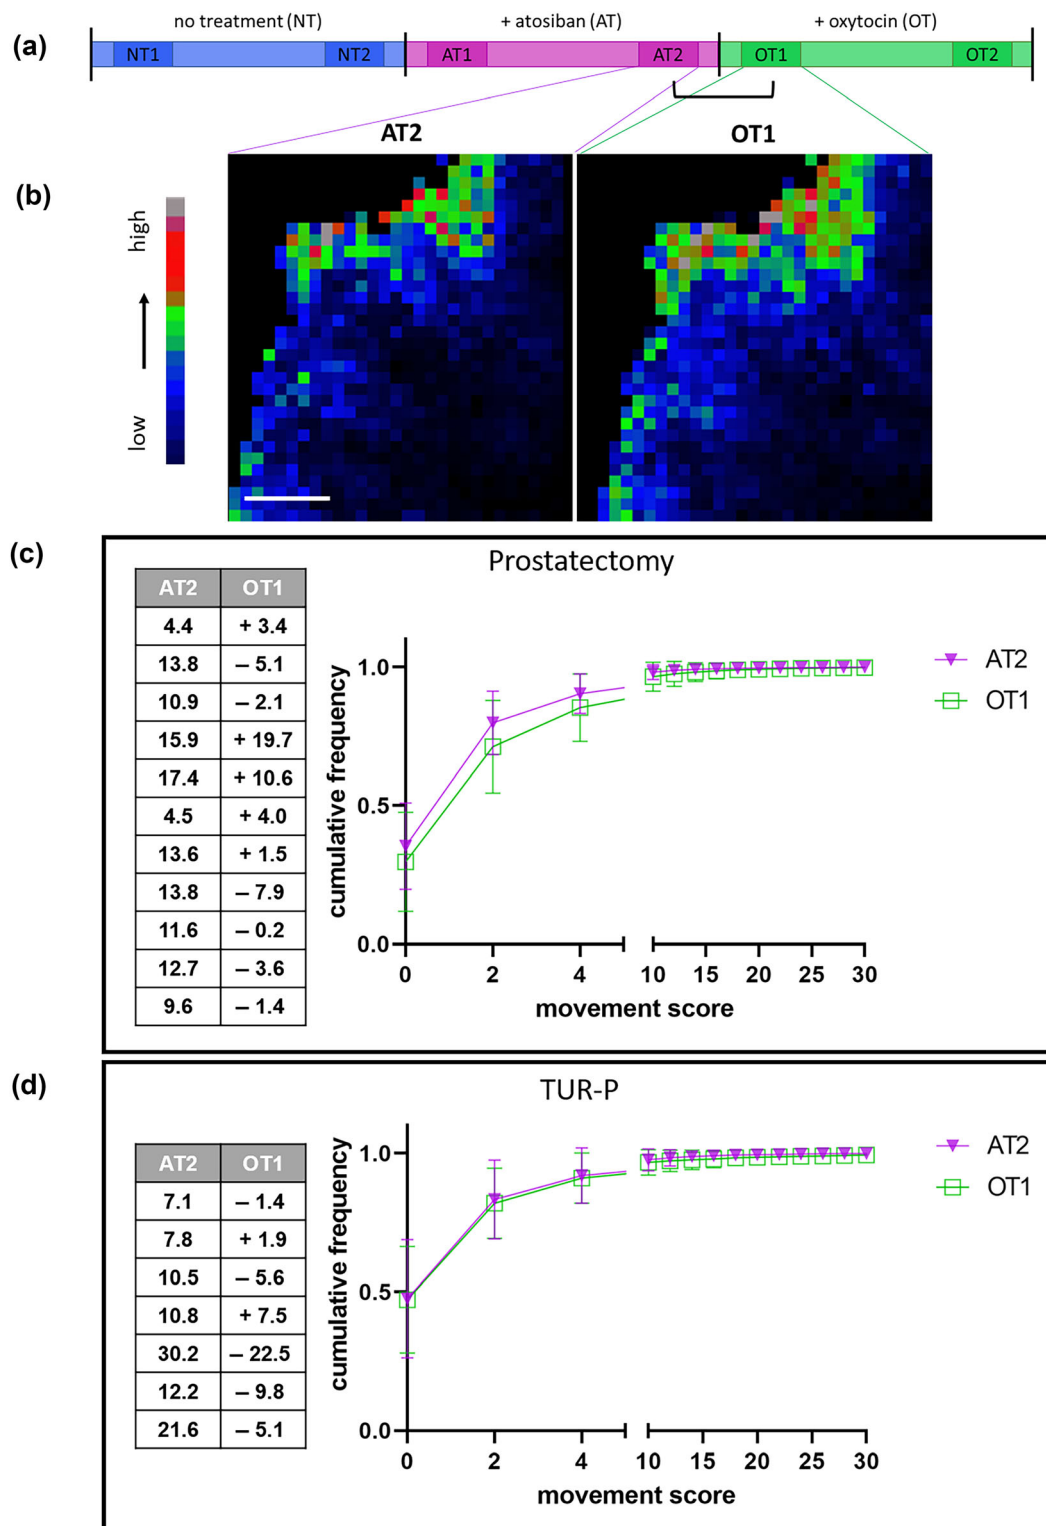 (a)
no treatment (NT) + atosiban (AT) + oxytocin (OT)
NT1 NT2 AT1 AT2 OT1 OT2
AT2 OT1
(b)
high
low
(c)
Prostatectomy
AT2 OT1
4.4 + 3.4
13.8 – 5.1
10.9 – 2.1
15.9 + 19.7
17.4 + 10.6
4.5 + 4.0
13.6 + 1.5
13.8 – 7.9
11.6 – 0.2
12.7 – 3.6
9.6 – 1.4
cumulative frequency
1.0
0.5
0.0
0 2 4 10 15 20 25 30
movement score
AT2
OT1
(d)
TUR-P
AT2 OT1
7.1 – 1.4
7.8 + 1.9
10.5 – 5.6
10.8 + 7.5
30.2 – 22.5
12.2 – 9.8
21.6 – 5.1
cumulative frequency
1.0
0.5
0.0
0 2 4 10 15 20 25 30
movement score
AT2
OT1